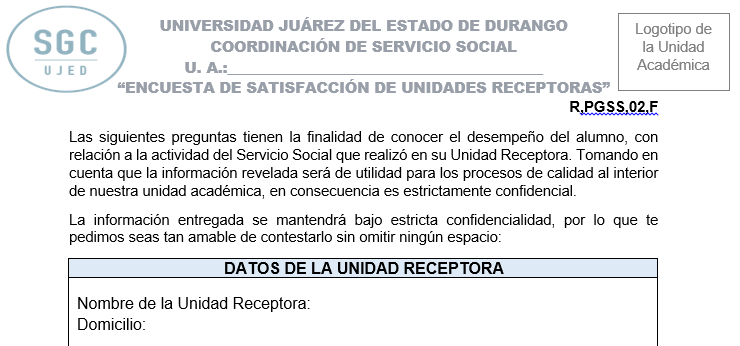 SGC
UJED
UNIVERSIDAD JUÁREZ DEL ESTADO DE DURANGO
COORDINACIÓN DE SERVICIO SOCIAL
U. A.:___________________________________
“ENCUESTA DE SATISFACCIÓN DE UNIDADES RECEPTORAS”
Logotipo de
la Unidad
Académica
R,PGSS,02,F
Las siguientes preguntas tienen la finalidad de conocer el desempeño del alumno, con
relación a la actividad del Servicio Social que realizó en su Unidad Receptora. Tomando en
cuenta que la información revelada será de utilidad para los procesos de calidad al interior
de nuestra unidad académica, en consecuencia es estrictamente confidencial.
La información entregada se mantendrá bajo estricta confidencialidad, por lo que te
pedimos seas tan amable de contestarlo sin omitir ningún espacio:
DATOS DE LA UNIDAD RECEPTORA
Nombre de la Unidad Receptora:
Domicilio: